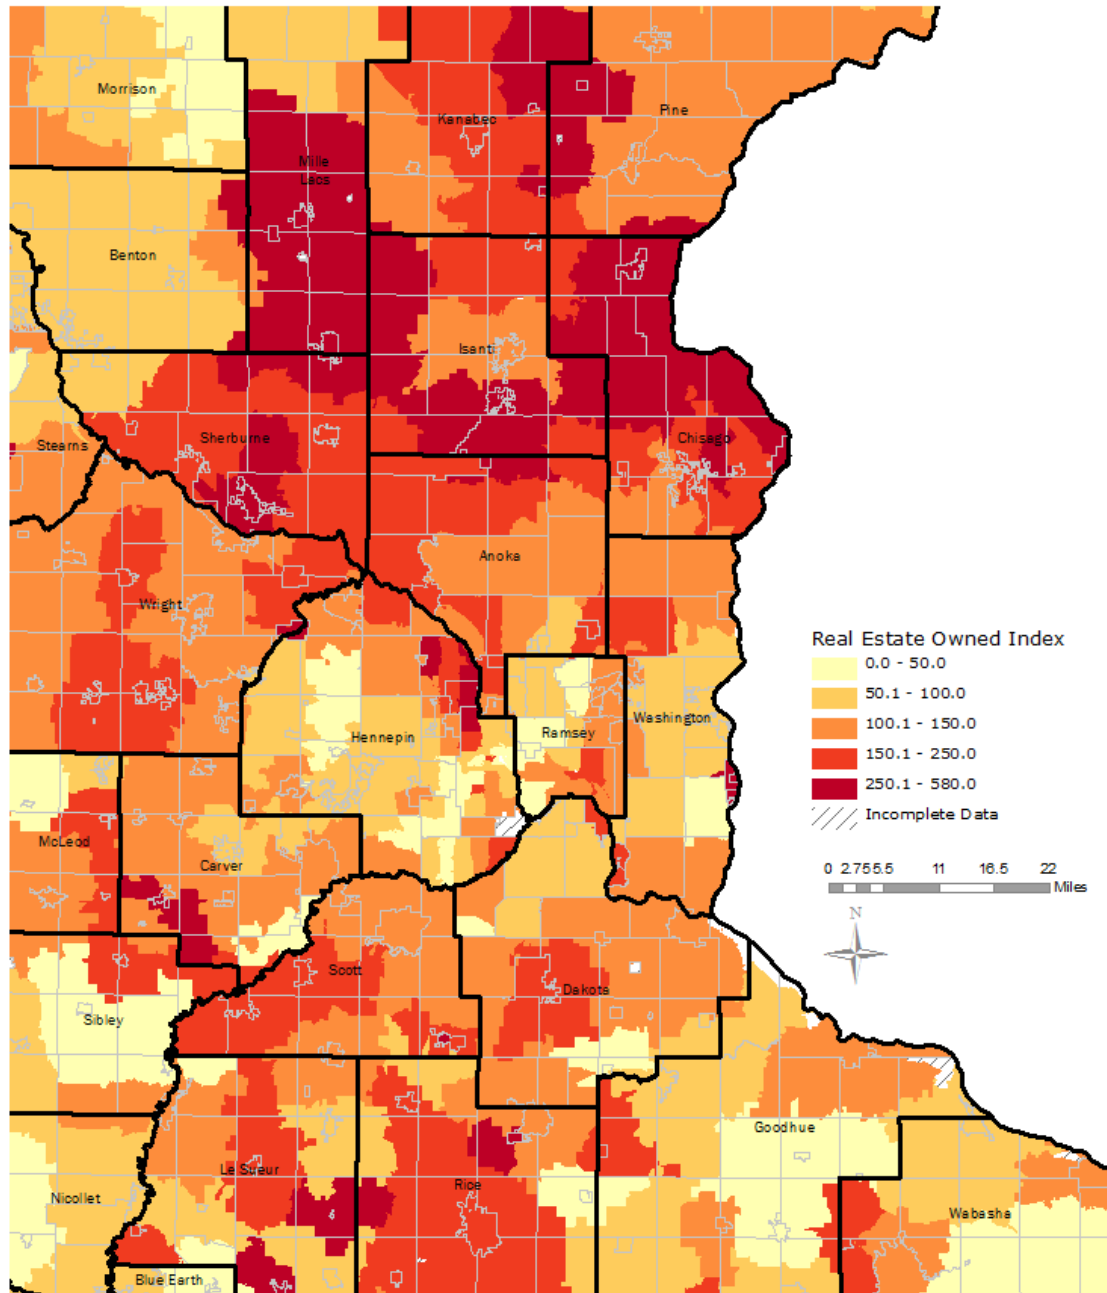 Morrison
Kanabec
Pine
Mille
Lacs
Benton
Isanti
Stearns
Sherburne
Chisago
Anoka
Wright
Real Estate Owned Index
0.0 - 50.0
50.1 - 100.0
100.1 - 150.0
150.1 - 250.0
250.1 - 580.0
Incomplete Data
Hennepin
Ramsey
Washington
McLeod
Carver
0 2.75 5.5 11 16.5 22
Miles
N
Scott
Dakota
Sibley
Goodhue
Le Sueur
Rice
Nicollet
Wabasha
Blue Earth